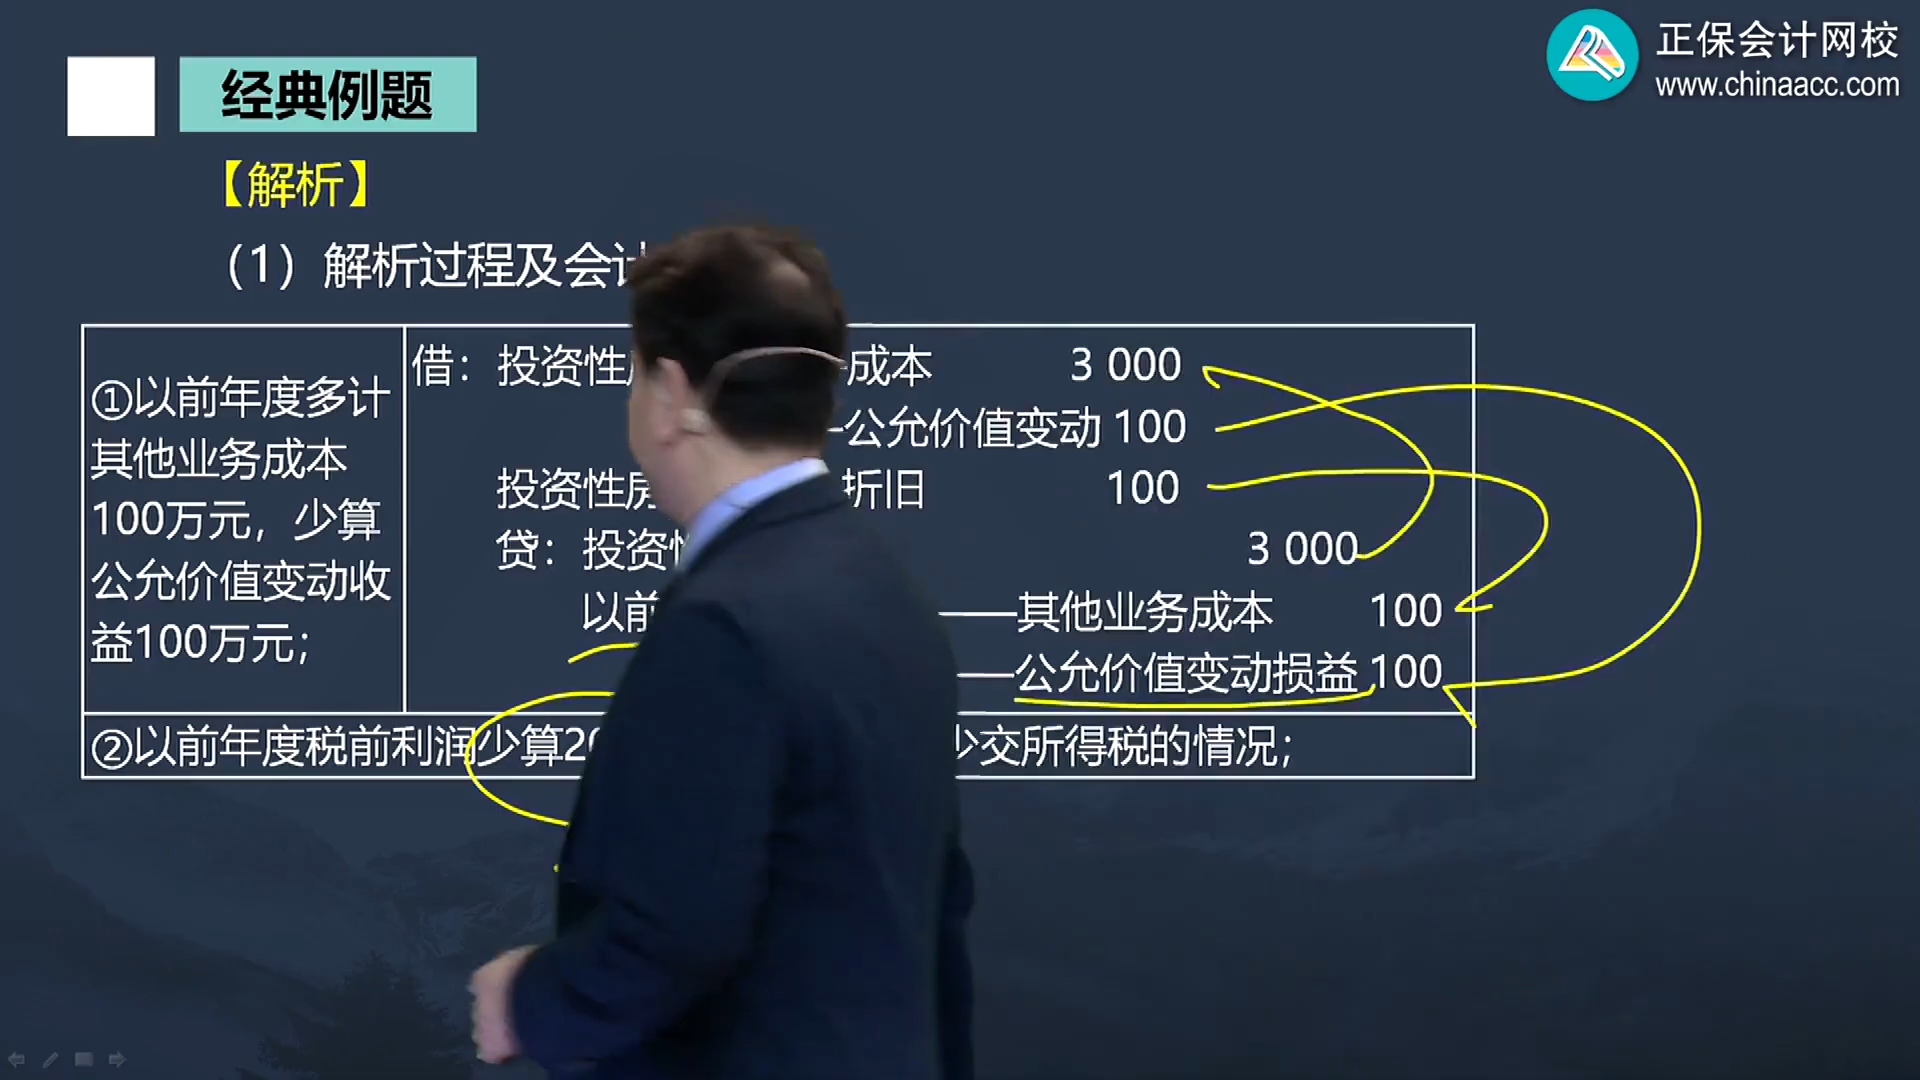 正保会计网校
www.chinaacc.com
经典例题
【解析】
（1）解析过程及会计
①以前年度多计
其他业务成本
100万元，少算
公允价值变动收
益100万元；
借：投资性 成本 3 000
—公允价值变动 100
投资性房 折旧 100
贷：投资性 3 000
以前 ——其他业务成本 100
——公允价值变动损益 100
②以前年度税前利润少算20 少交所得税的情况；